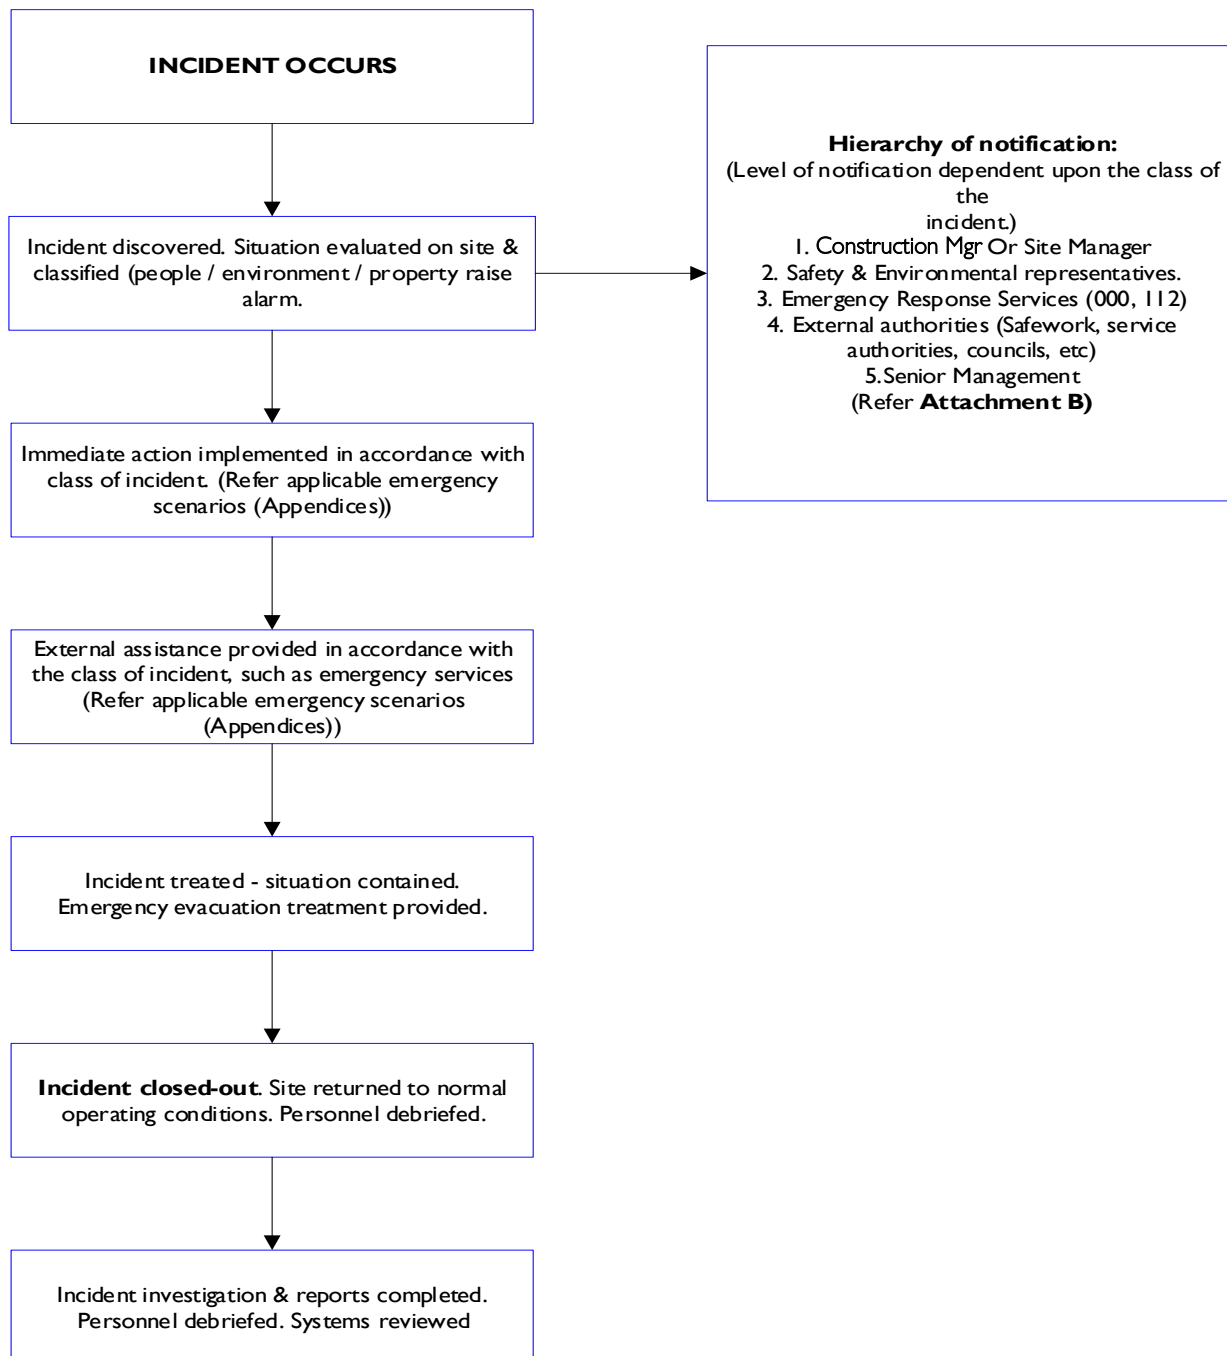 INCIDENT OCCURS
Hierarchy of notification:
(Level of notification dependent upon the class of
the
incident.)
1. Construction Mgr Or Site Manager
2. Safety & Environmental representatives.
3. Emergency Response Services (000, 112)
4. External authorities (Safework, service
authorities, councils, etc)
5.Senior Management
(Refer Attachment B)
Incident discovered. Situation evaluated on site &
classified (people / environment / property raise
alarm.
Immediate action implemented in accordance with
class of incident. (Refer applicable emergency
scenarios (Appendices))
External assistance provided in accordance with
the class of incident, such as emergency services
(Refer applicable emergency scenarios
(Appendices))
Incident treated - situation contained.
Emergency evacuation treatment provided.
Incident closed-out. Site returned to normal
operating conditions. Personnel debriefed.
Incident investigation & reports completed.
Personnel debriefed. Systems reviewed